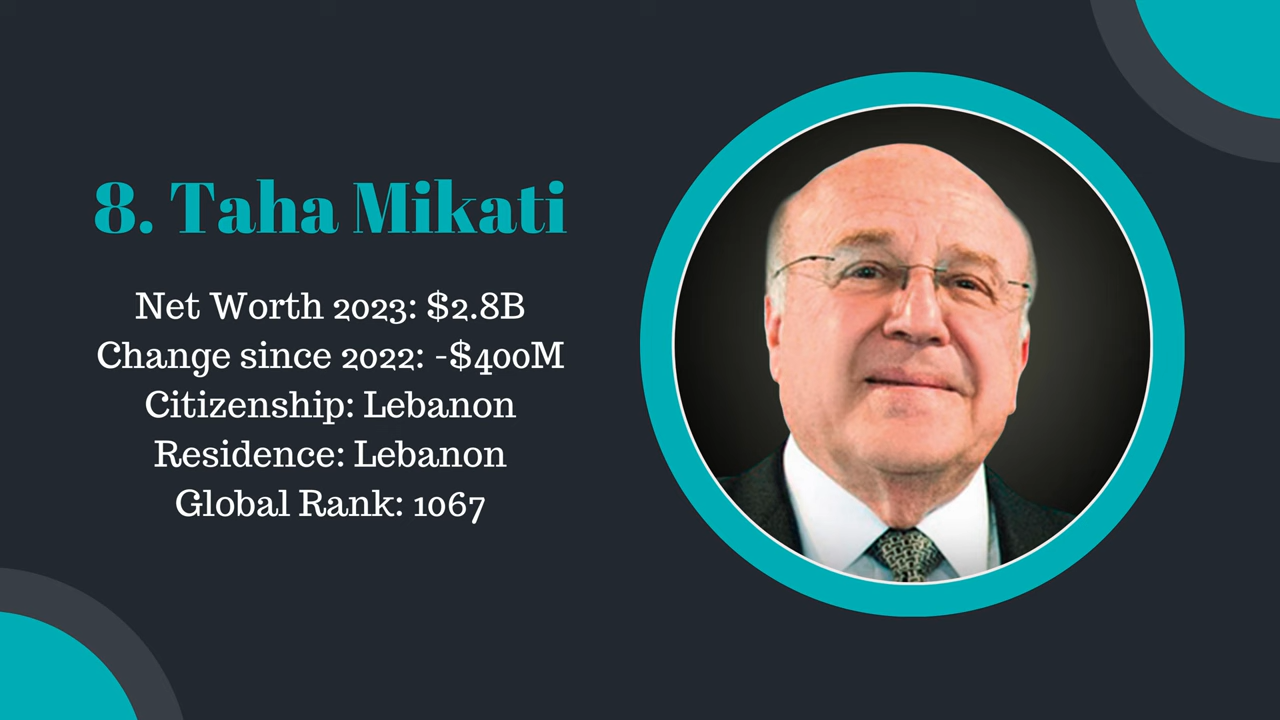 8. Taha Mikati
Net Worth 2023: $2.8B
Change since 2022: -$400M
Citizenship: Lebanon
Residence: Lebanon
Global Rank: 1067